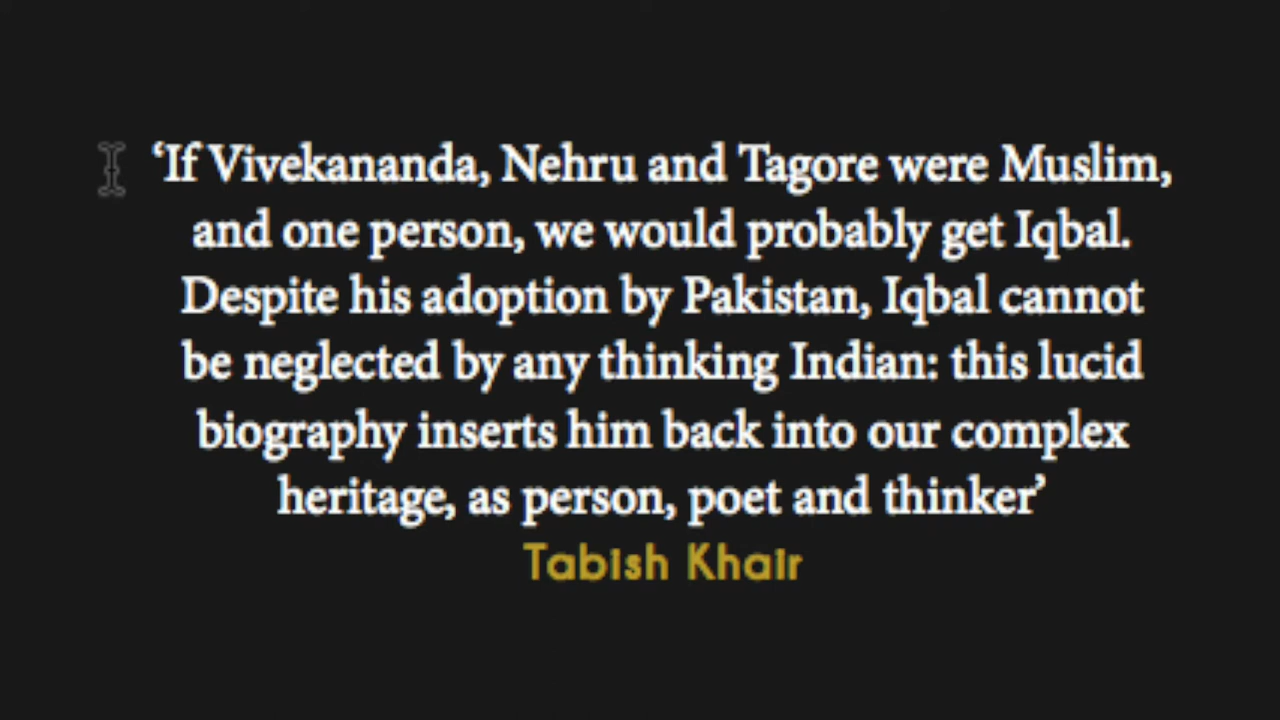 ‘If Vivekananda, Nehru and Tagore were Muslim,
and one person, we would probably get Iqbal.
Despite his adoption by Pakistan, Iqbal cannot
be neglected by any thinking Indian: this lucid
biography inserts him back into our complex
heritage, as person, poet and thinker’
Tabish Khair